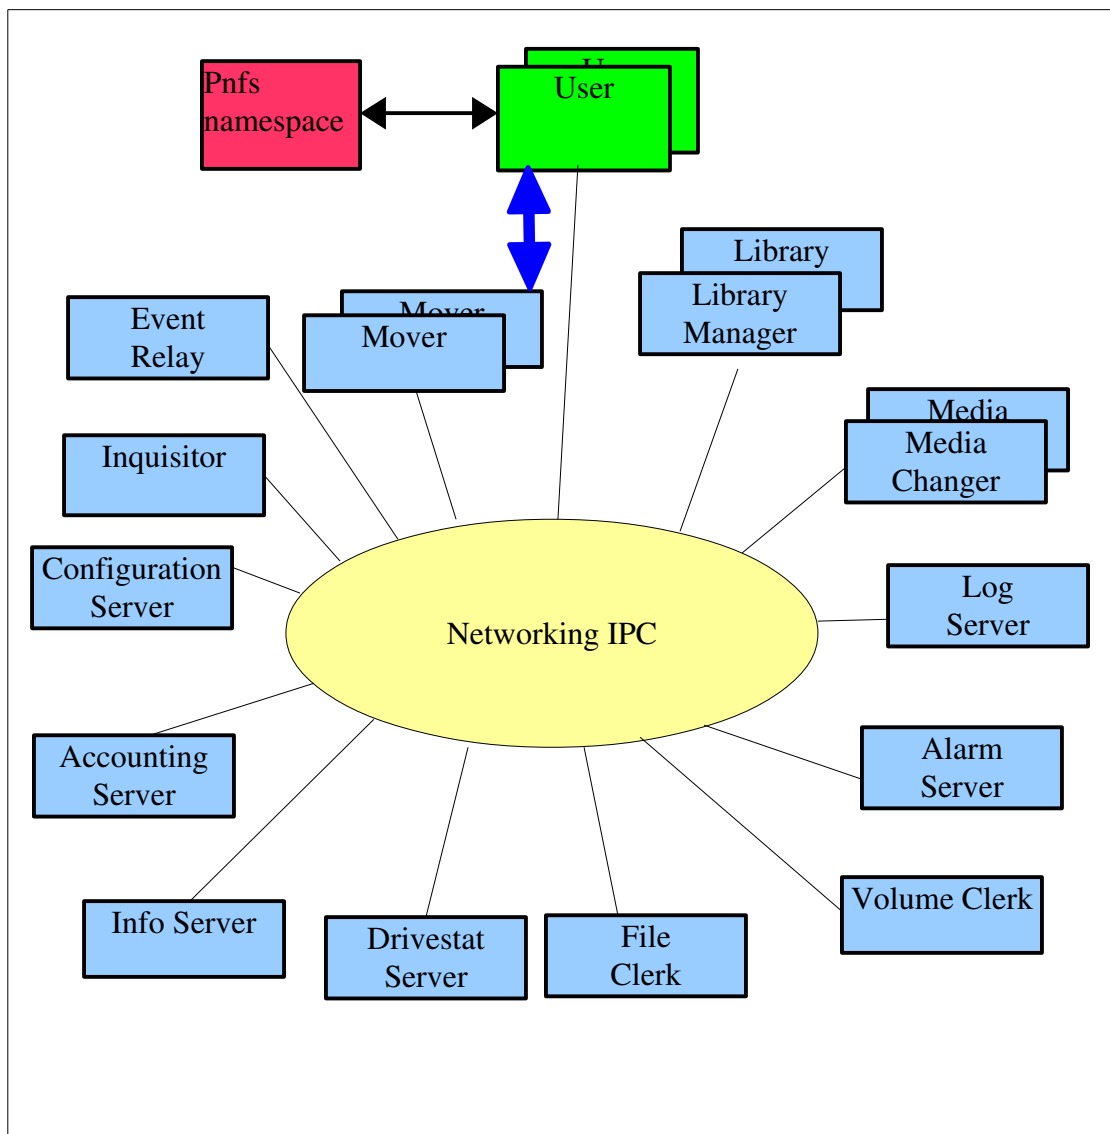 Pnfs
namespace
User
Library
Library
Manager
Event
Relay
Mover
Mover
Media
Media
Changer
Inquisitor
Configuration
Server
Log
Server
Networking IPC
Accounting
Server
Alarm
Server
Info Server
Drivestat
Server
File
Clerk
Volume Clerk